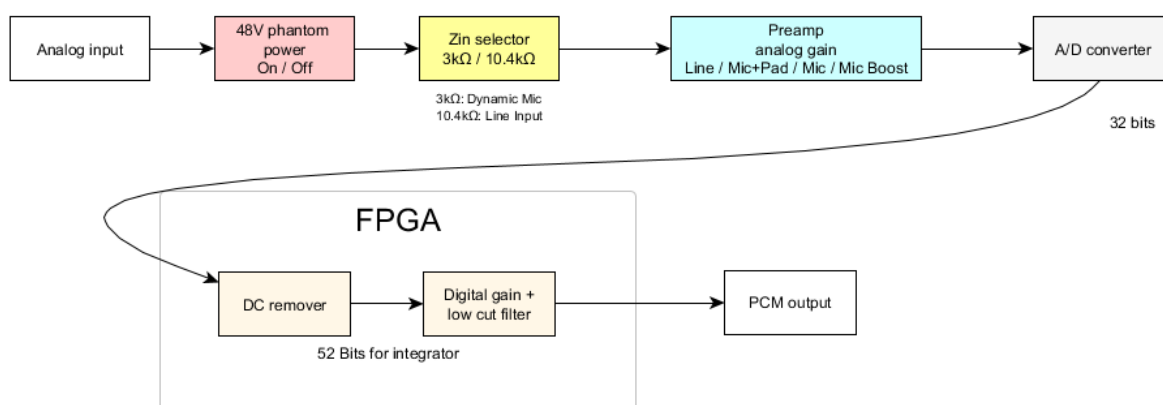 Analog input
48V phantom
power
On / Off
Zin selector
3kΩ / 10.4kΩ
Preamp
analog gain
Line / Mic+Pad / Mic / Mic Boost
A/D converter
3kΩ: Dynamic Mic
10.4kΩ: Line Input
32 bits
FPGA
DC remover
Digital gain +
low cut filter
PCM output
52 Bits for integrator